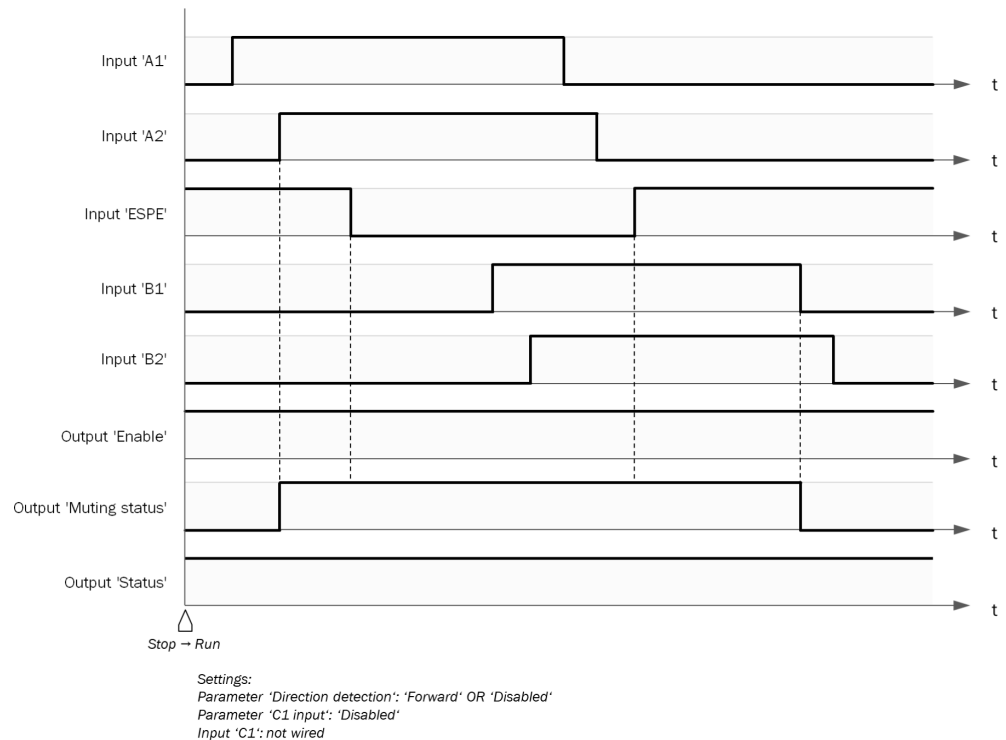 Input 'A1'
t
Input 'A2'
t
Input 'ESPE'
t
Input 'B1'
t
Input 'B2'
t
Output 'Enable'
t
Output 'Muting status'
t
Output 'Status'
t
Stop → Run
Settings:
Parameter ‘Direction detection‘: ‘Forward‘ OR ‘Disabled‘
Parameter ‘C1 input‘: ‘Disabled‘
Input ‘C1‘: not wired